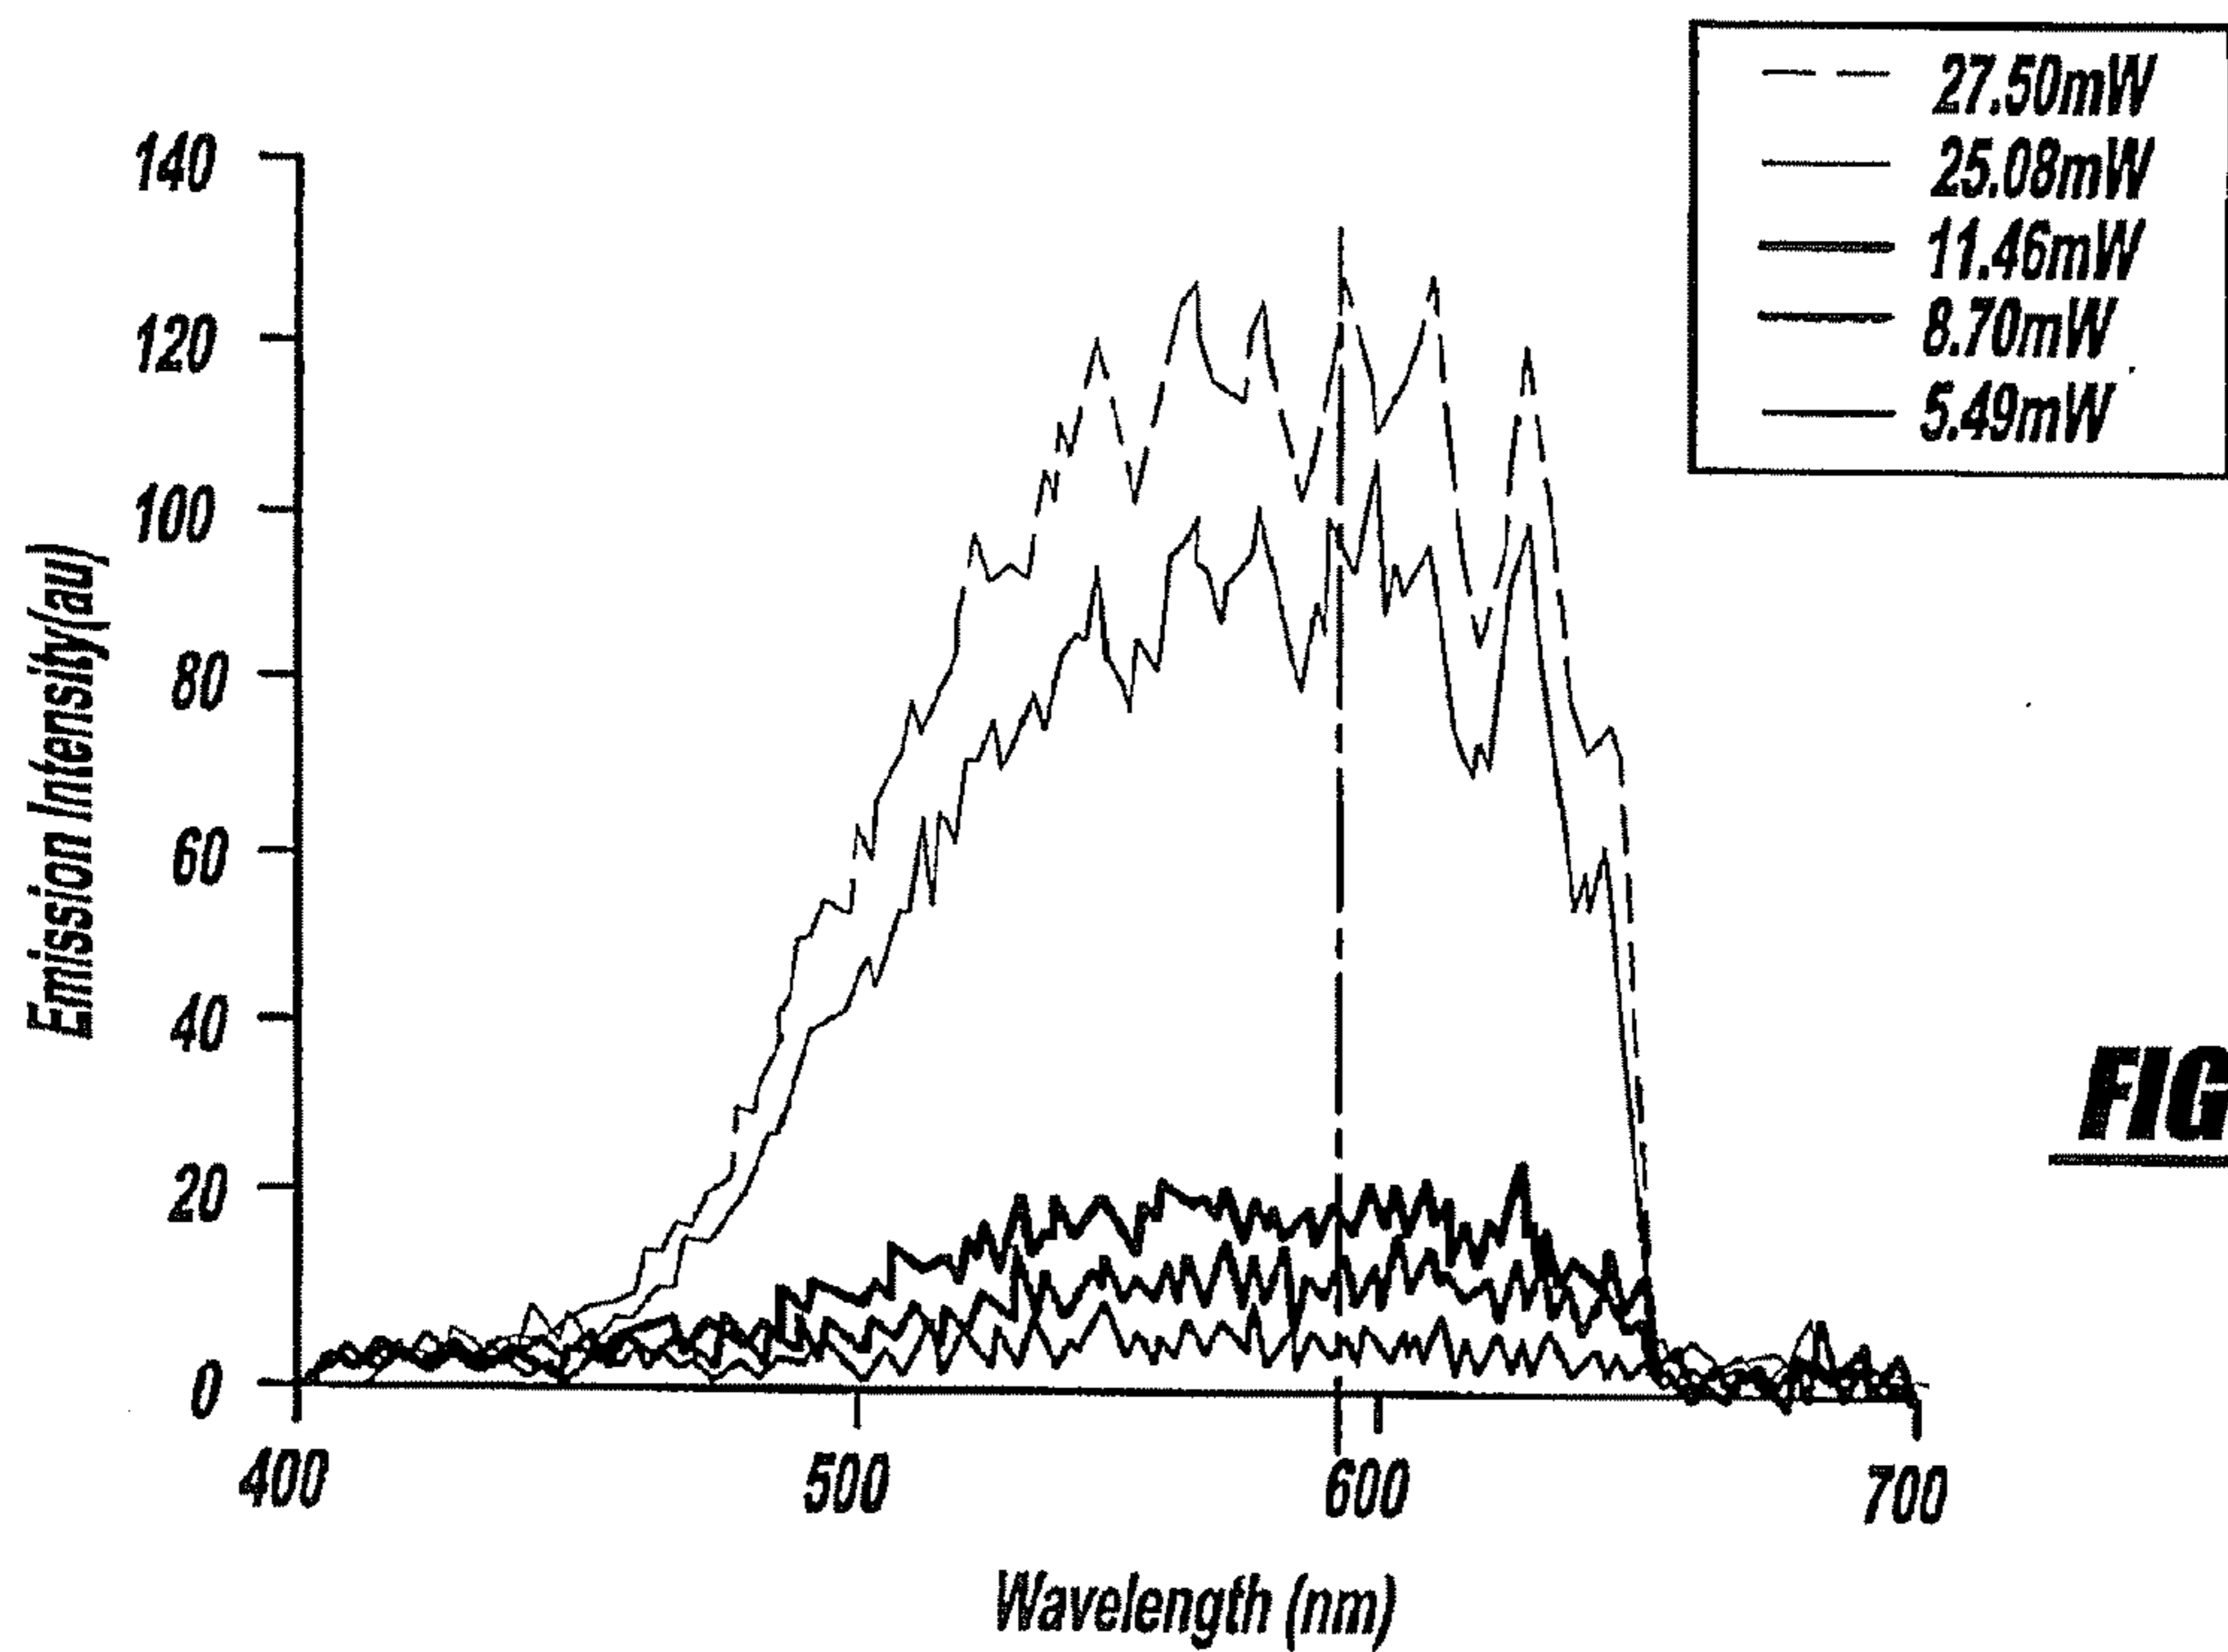 27.50mW
25.08mW
11.46mW
8.70mW
5.49mW
Emission Intensity(au)
140
120
100
80
60
40
20
0
400
500
600
700
Wavelength (nm)
FIG